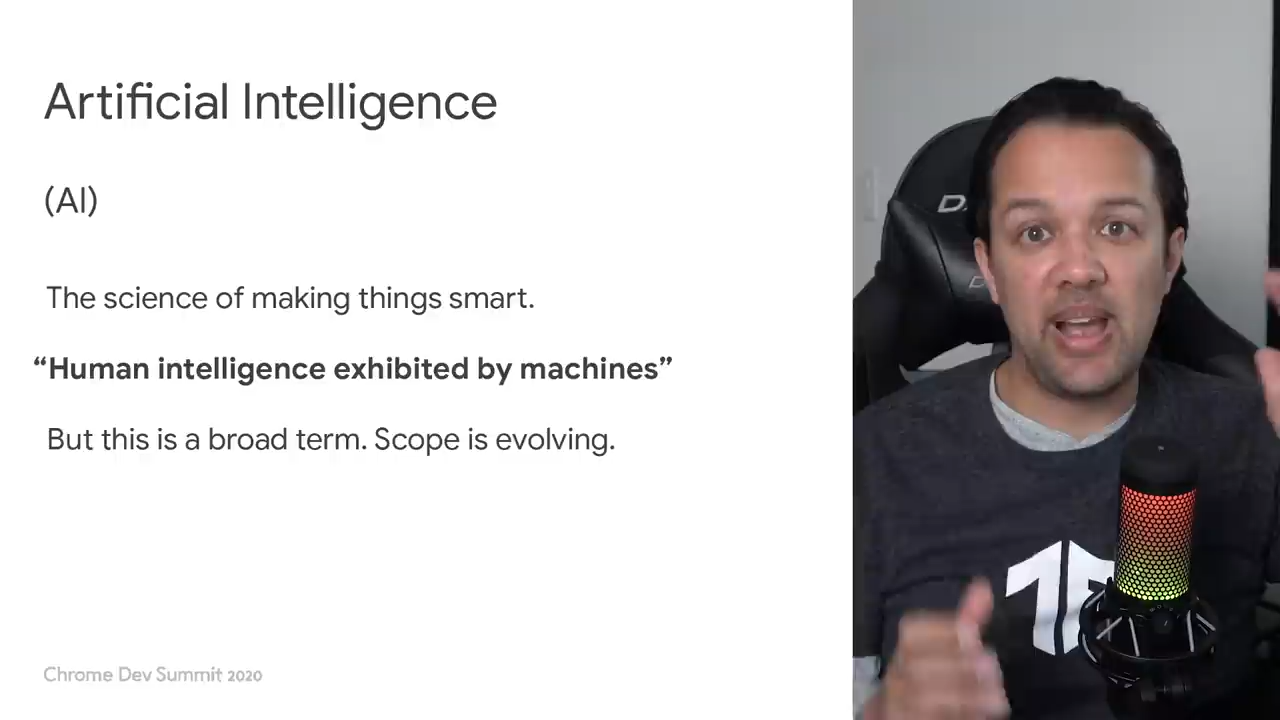 Artificial Intelligence
(AI)
The science of making things smart.
“Human intelligence exhibited by machines”
But this is a broad term. Scope is evolving.
Chrome Dev Summit 2020